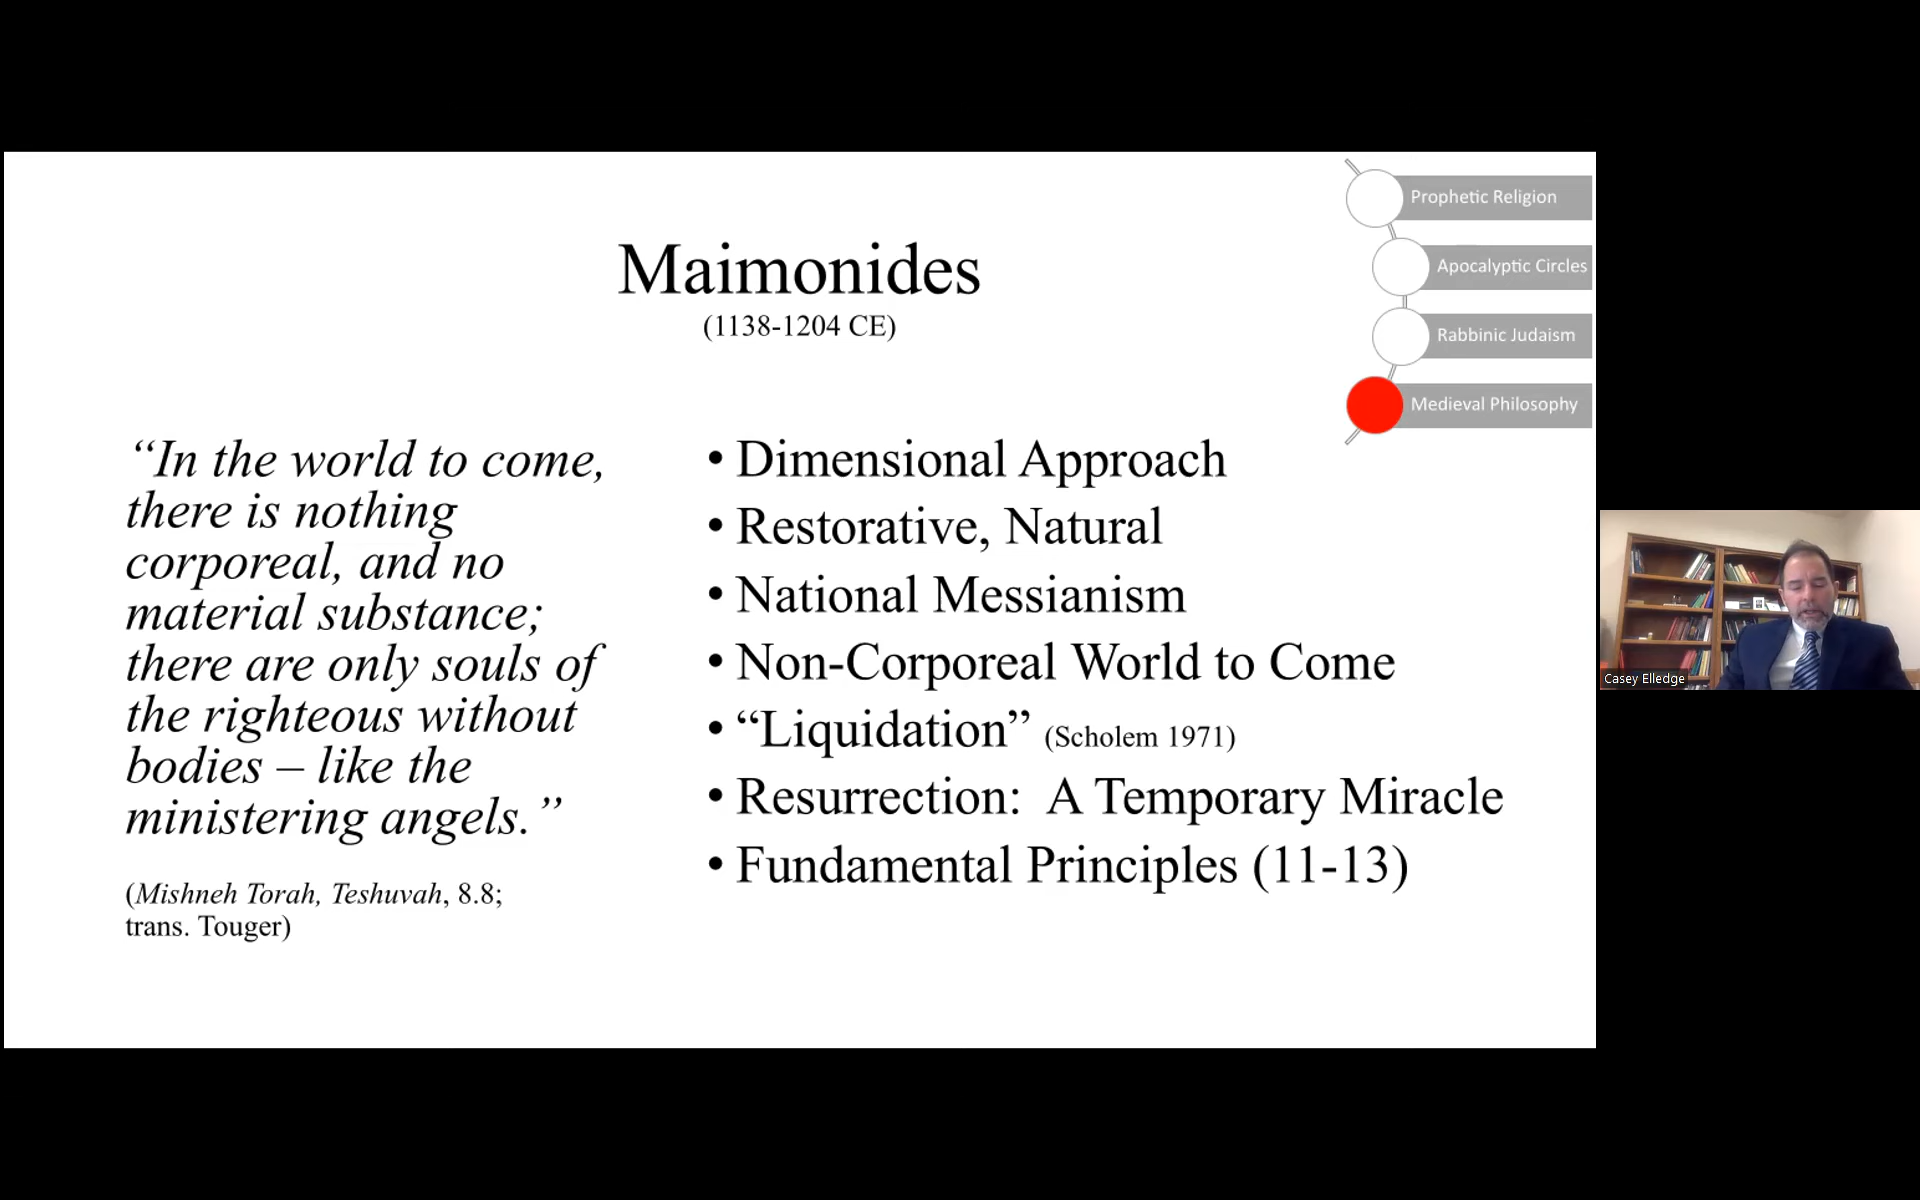 Prophetic Religion
Apocalyptic Circles
Rabbinic Judaism
Medieval Philosophy
Maimonides
(1138-1204 CE)
“In the world to come,
there is nothing
corporeal, and no
material substance;
there are only souls of
the righteous without
bodies – like the
ministering angels.”
(Mishneh Torah, Teshuvah, 8.8;
trans. Touger)
• Dimensional Approach
• Restorative, Natural
• National Messianism
• Non-Corporeal World to Come
• “Liquidation” (Scholem 1971)
• Resurrection:  A Temporary Miracle
• Fundamental Principles (11-13)
Casey Elledge